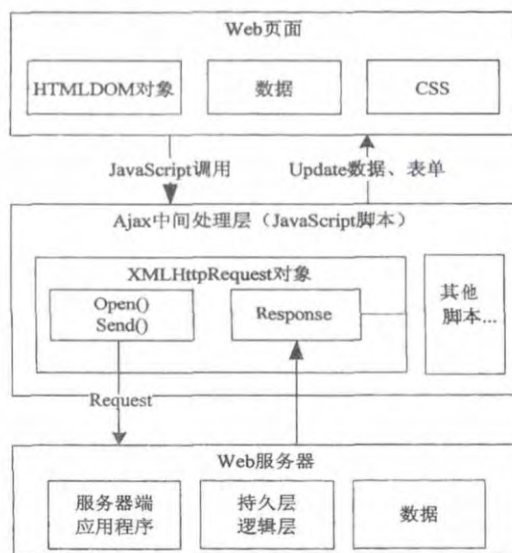 Web页面
HTMLDOM对象
数据
CSS
JavaScript调用
Update数据、表单
Ajax中间处理层（JavaScript脚本）
XMLHttpRequest对象
Open()
Send()
Response
其他
脚本...
Request
Web服务器
服务器端
应用程序
持久层
逻辑层
数据